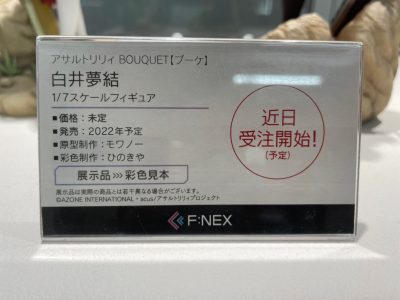 アサルトリリィ BOUQUET【ブーケ】
白井夢結
1/7スケールフィギュア
■価格：未定
■発売：2022年予定
■原型制作：モワノー
■彩色制作：ひのきや
展示品 >>> 彩色見本
近日
受注開始!
(予定)
展示品は実際の商品とは若干異なる場合がございます。
©AZONE INTERNATIONAL・acus/アサルトリリィプロジェクト
F:NEX